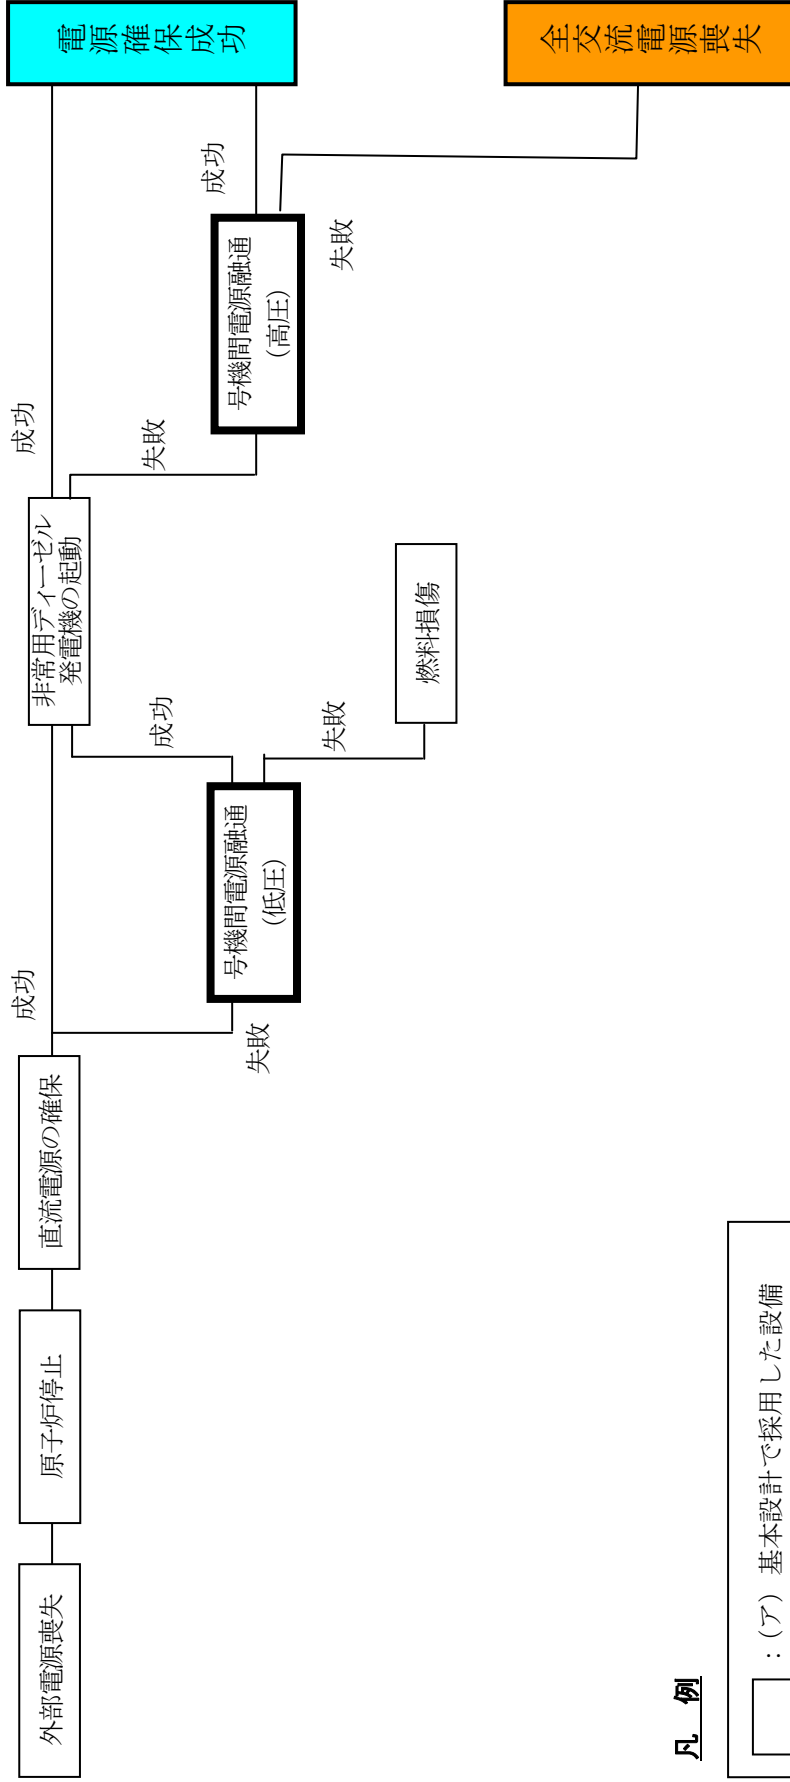 外部電源喪失
原子炉停止
直流電源の確保
成功
失敗
号機間電源融通
(低圧)
成功
失敗
燃料損傷
非常用ディーゼル
発電機の起動
成功
失敗
号機間電源融通
(高圧)
成功
失敗
電源確保成功
全交流電源喪失
凡 例
：(ア) 基本設計で採用した設備